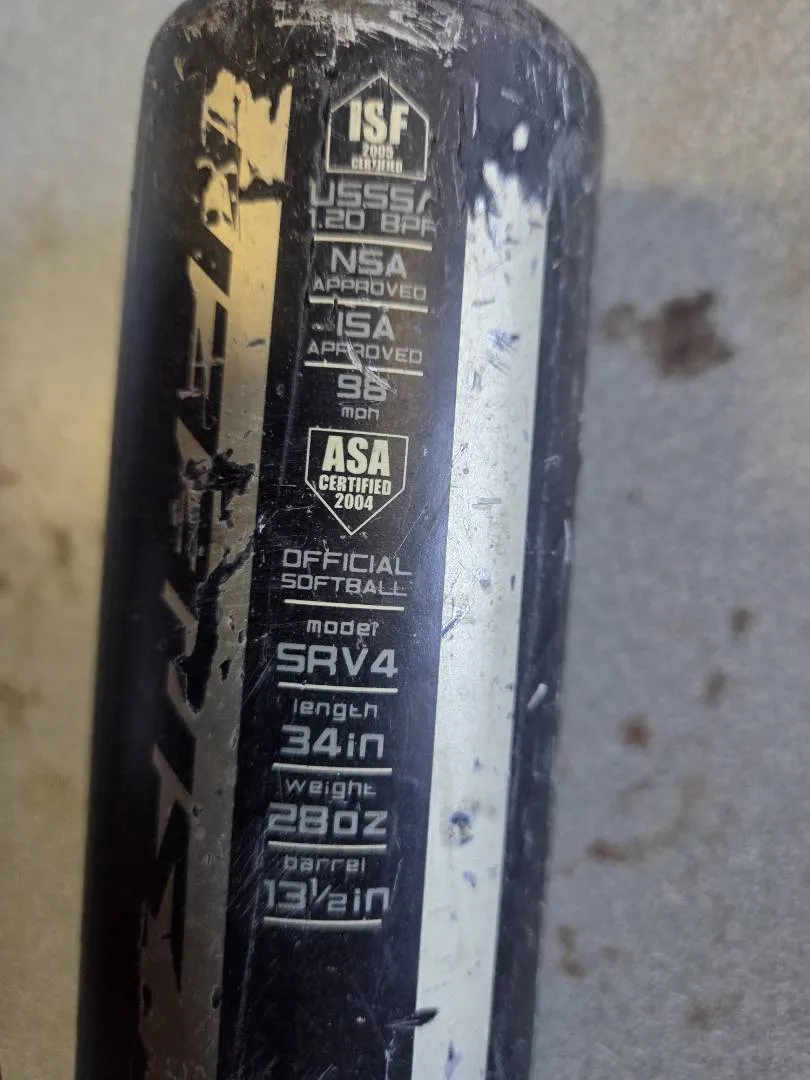 ISF
2005
CERTIFIED
USSSA
1.20 BPF
NSA
APPROVED
ISA
APPROVED
98
mph
ASA
CERTIFIED
2004
OFFICIAL
SOFTBALL
model
SRV4
length
34in
weight
28oz
barrel
13½in